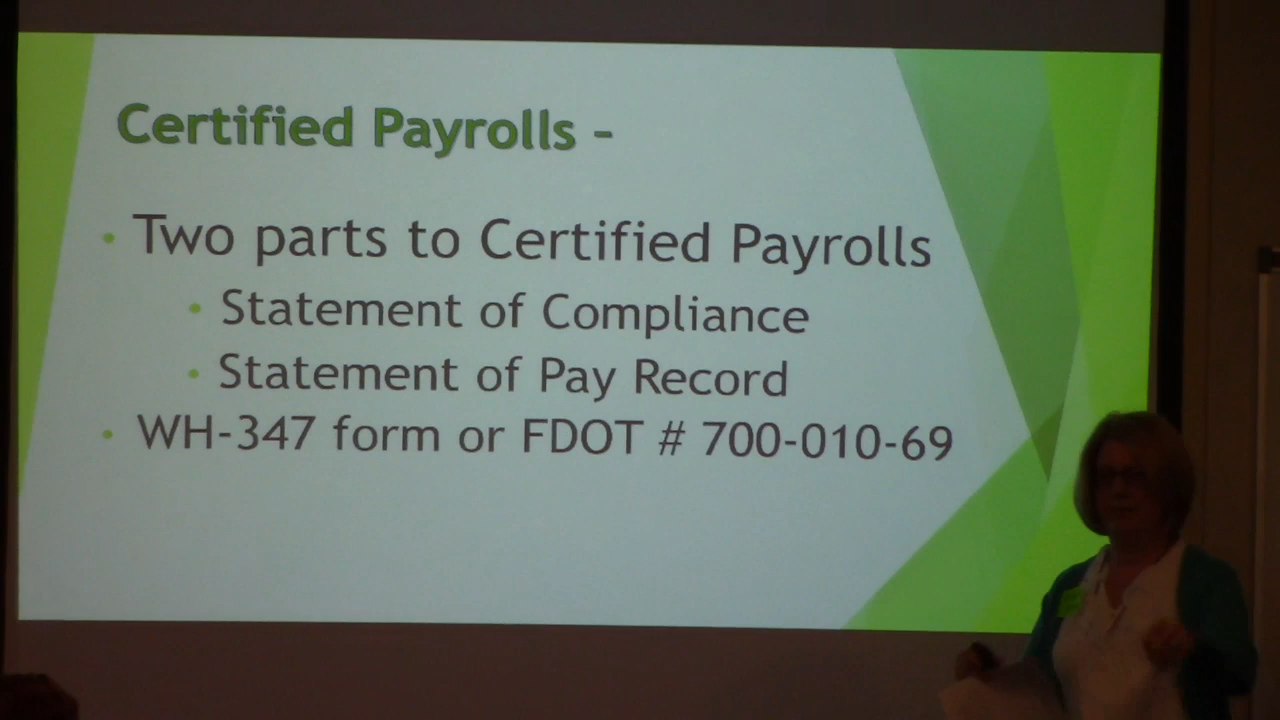 Certified Payrolls –
• Two parts to Certified Payrolls
• Statement of Compliance
• Statement of Pay Record
• WH-347 form or FDOT # 700-010-69